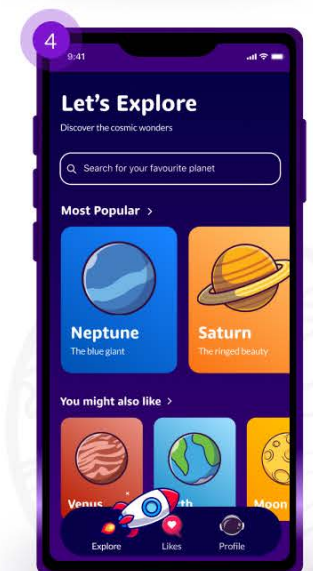 4
9:41
Let's Explore
Discover the cosmic wonders
Search for your favourite planet
Most Popular >
Neptune
The blue giant
Saturn
The ringed beauty
You might also like >
Venus
th
Moon
Explore
Likes
Profile